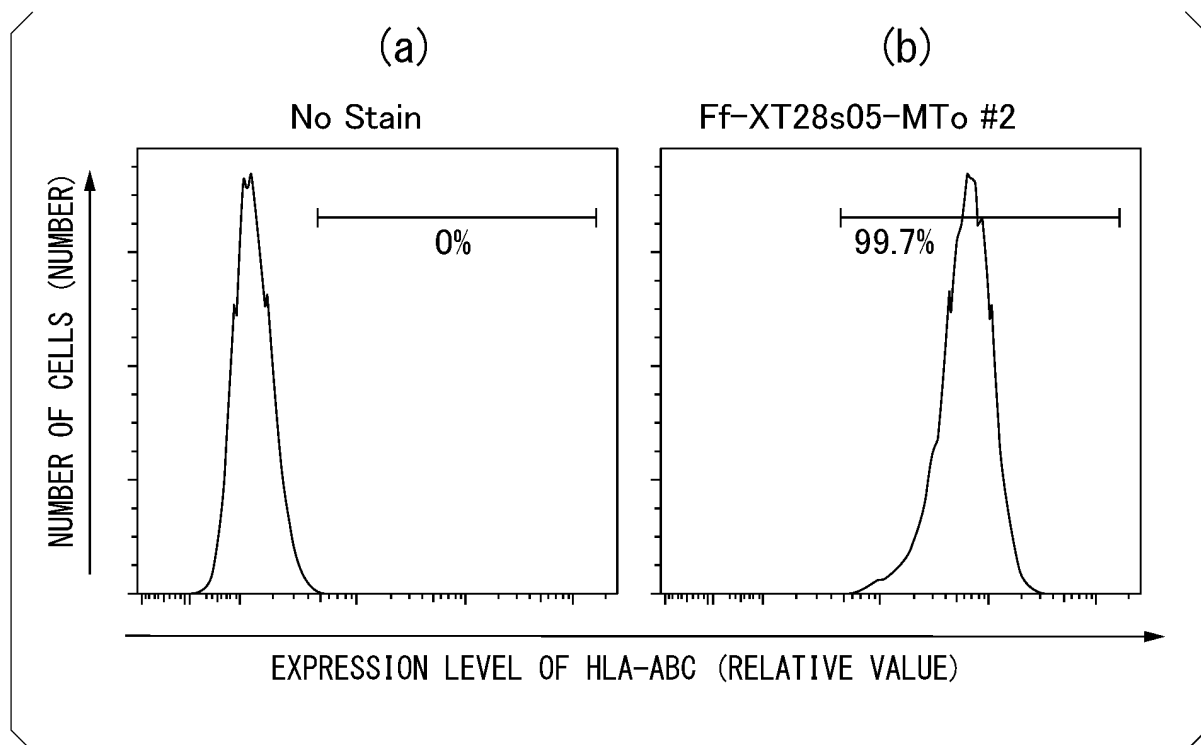 (a)
No Stain
0%
(b)
Ff-XT28s05-MTo #2
99.7%
NUMBER OF CELLS (NUMBER)
EXPRESSION LEVEL OF HLA-ABC (RELATIVE VALUE)